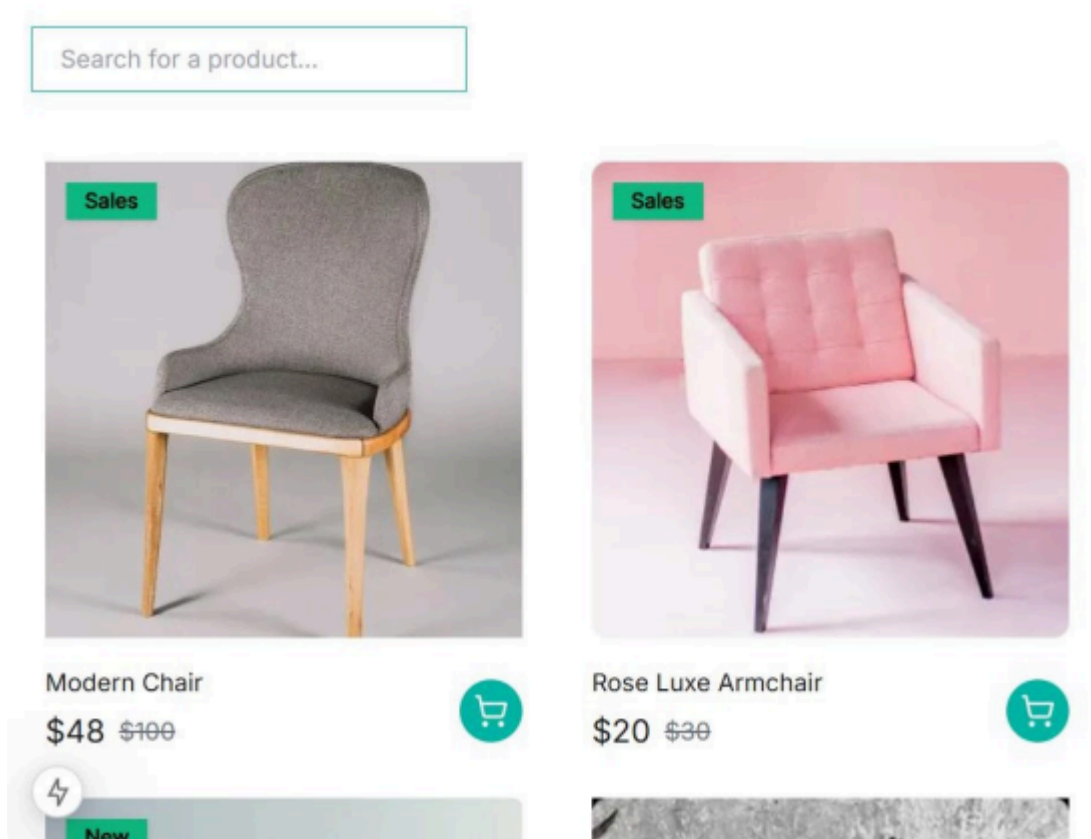 Search for a product...
Sales
Sales
Modern Chair
$48 $100
Rose Luxe Armchair
$20 $30
New